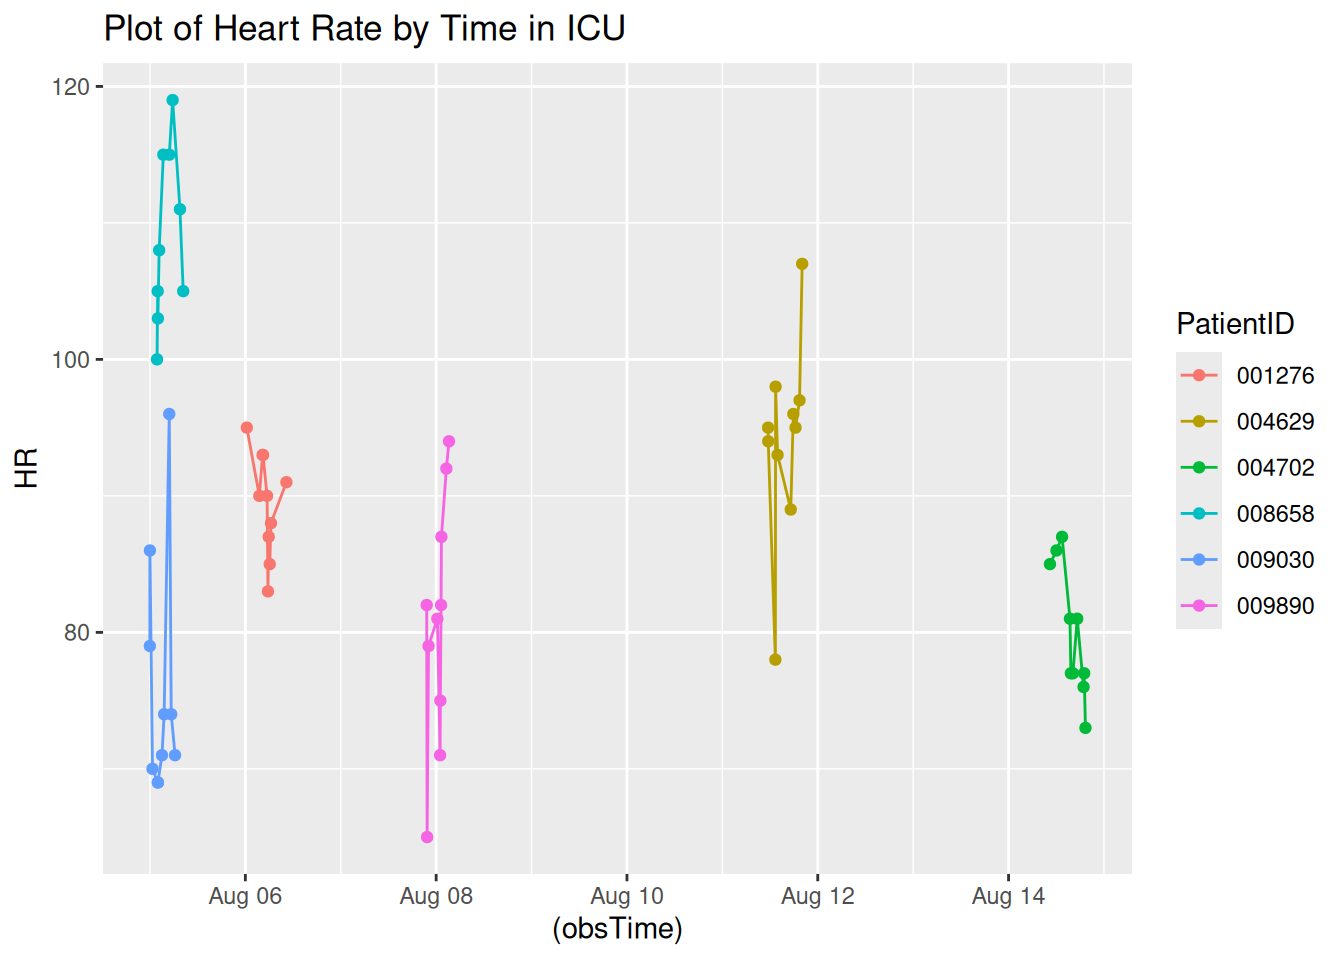 Plot of Heart Rate by Time in ICU
120
100
80
HR
Aug 06 Aug 08 Aug 10 Aug 12 Aug 14
(obsTime)
PatientID
001276
004629
004702
008658
009030
009890